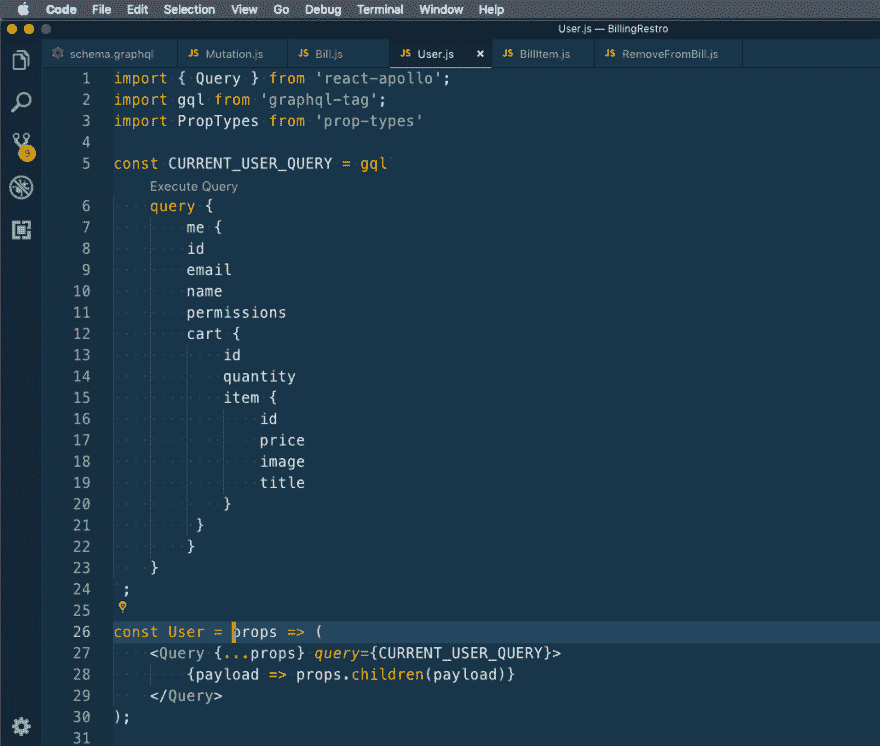 Code File Edit Selection View Go Debug Terminal Window Help
User.js — BillingRestro
schema.graphql JS Mutation.js JS Bill.js JS User.js × JS BillItem.js JS RemoveFromBill.js
1 import { Query } from 'react-apollo';
2 import gql from 'graphql-tag';
3 import PropTypes from 'prop-types'
4
5 const CURRENT_USER_QUERY = gql`
Execute Query
6 query {
7 me {
8 id
9 email
10 name
11 permissions
12 cart {
13 id
14 quantity
15 item {
16 id
17 price
18 image
19 title
20 }
21 }
22 }
23 }
24 `;
25
26 const User = props => (
27 <Query {...props} query={CURRENT_USER_QUERY}>
28 {payload => props.children(payload)}
29 </Query>
30 );
31
9